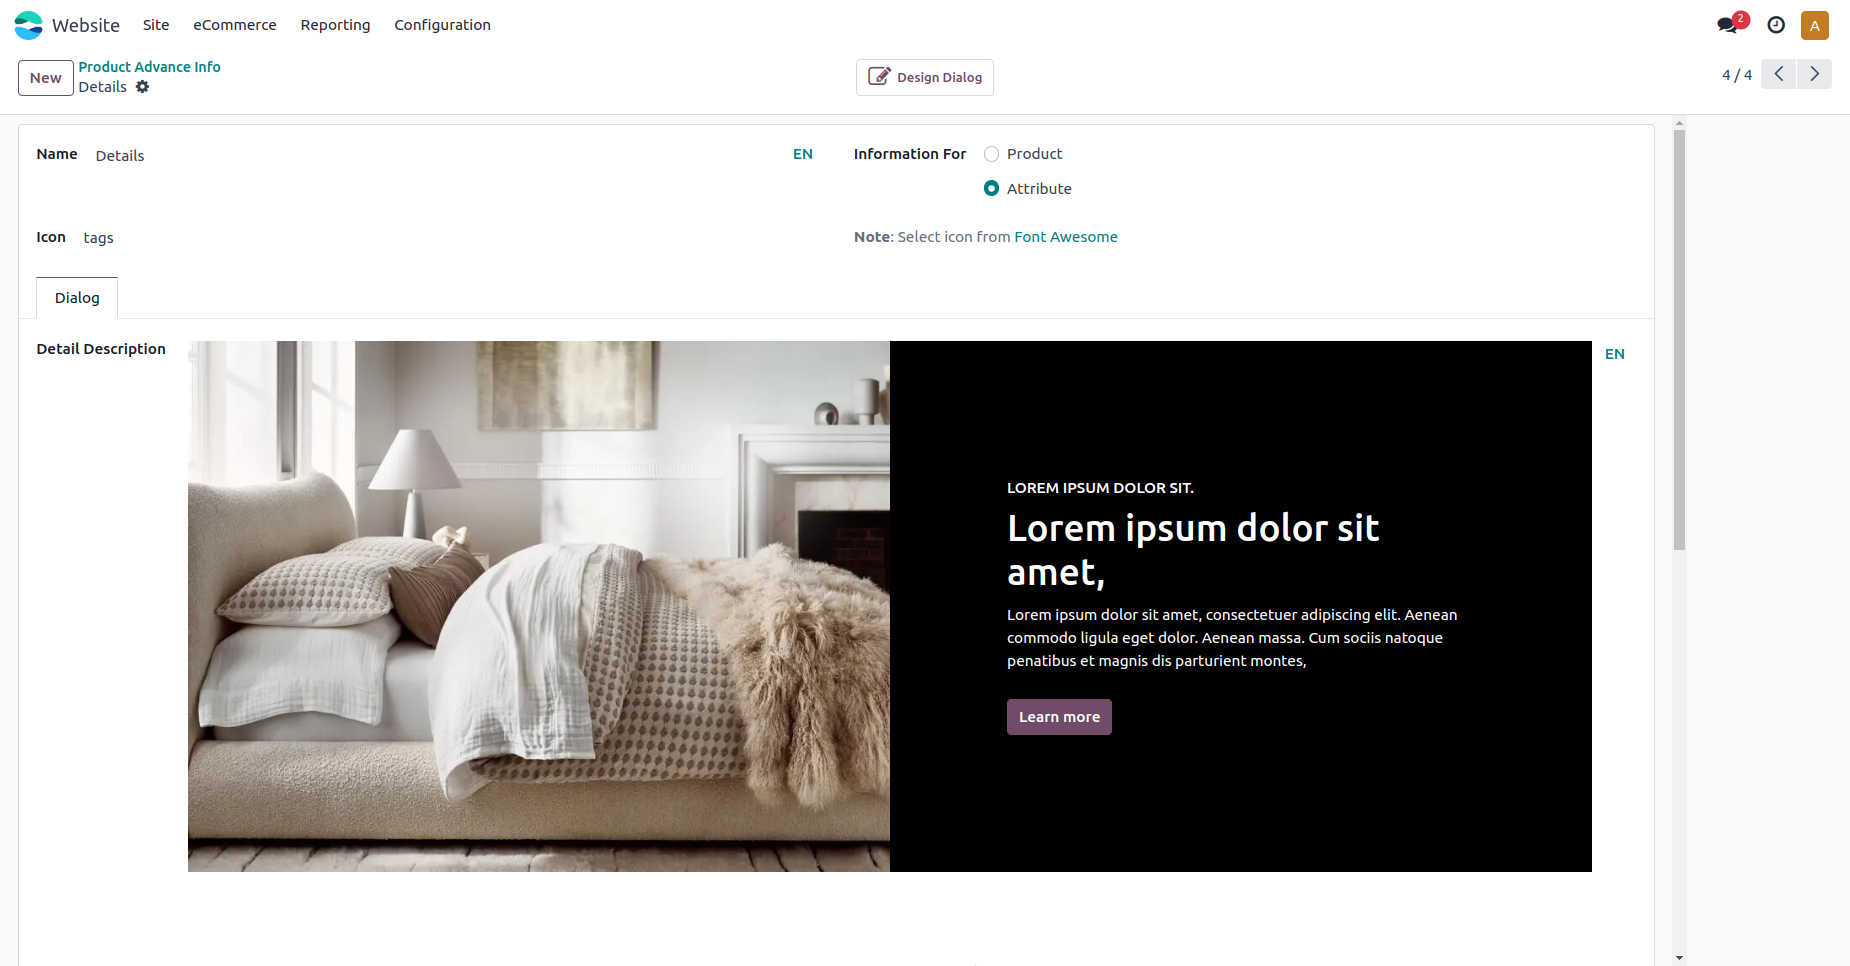 Website Site eCommerce Reporting Configuration 2 A
New Product Advance Info Design Dialog 4 / 4
Details
Name Details EN Information For Product
Attribute
Icon tags Note: Select icon from Font Awesome
Dialog
Detail Description EN
LOREM IPSUM DOLOR SIT.
Lorem ipsum dolor sit
amet,
Lorem ipsum dolor sit amet, consectetuer adipiscing elit. Aenean
commodo ligula eget dolor. Aenean massa. Cum sociis natoque
penatibus et magnis dis parturient montes,
Learn more